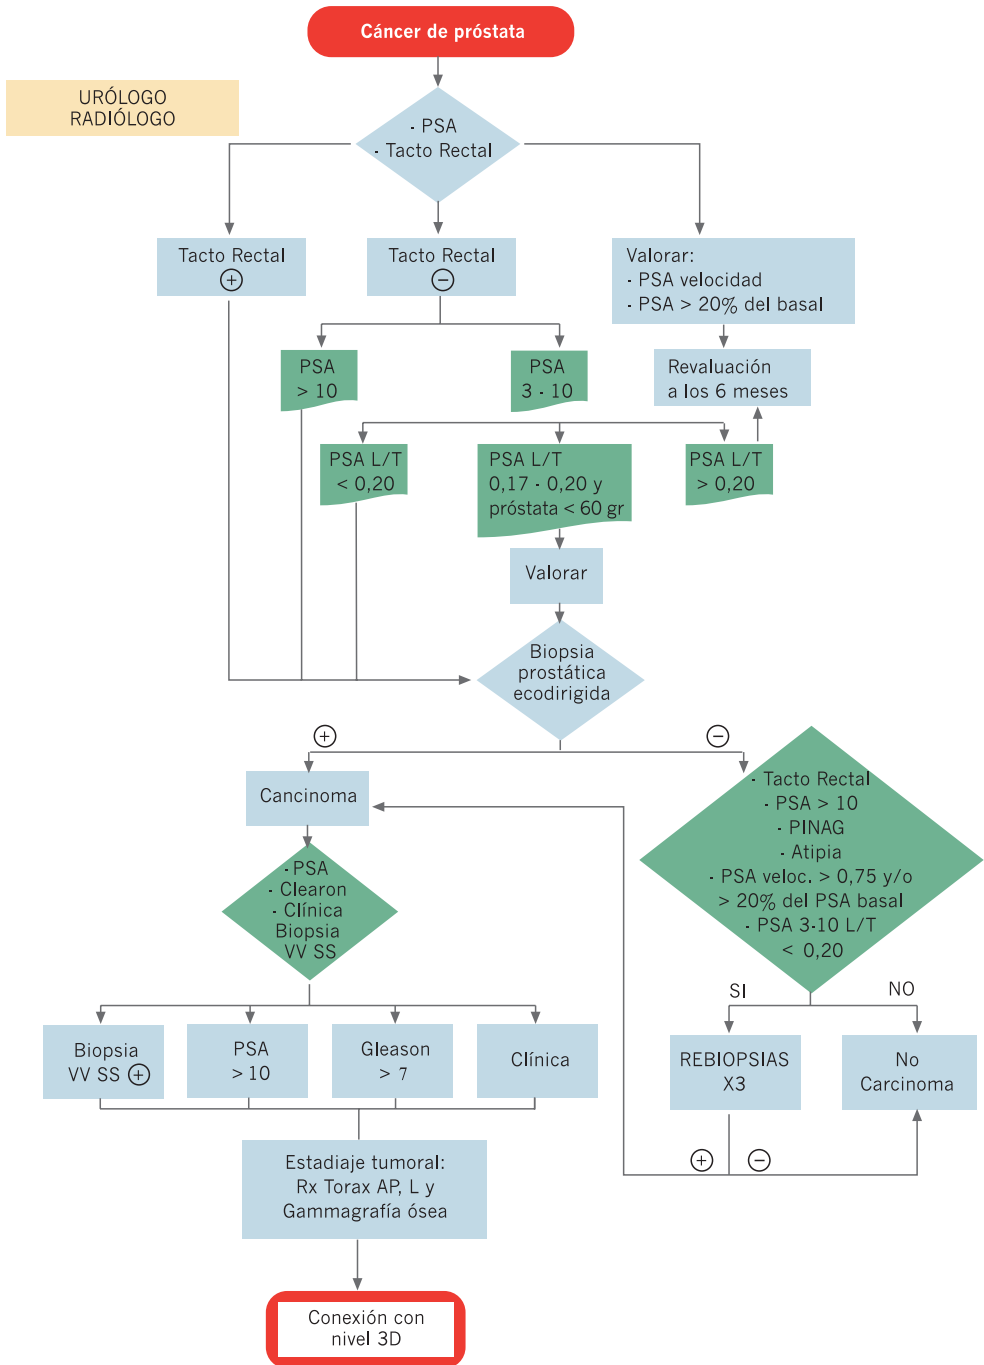 Cáncer de próstata
URÓLOGO
RADIÓLOGO
- PSA
- Tacto Rectal
Tacto Rectal
+
Tacto Rectal
−
Valorar:
- PSA velocidad
- PSA > 20% del basal
PSA
> 10
PSA
3 - 10
Revaluación
a los 6 meses
PSA L/T
< 0,20
PSA L/T
0,17 - 0,20 y
próstata < 60 gr
PSA L/T
> 0,20
Valorar
Biopsia
prostática
ecodirigida
+
−
Cancinoma
- Tacto Rectal
- PSA > 10
- PINAG
- Atipia
- PSA veloc. > 0,75 y/o
> 20% del PSA basal
- PSA 3-10 L/T
< 0,20
- PSA
- Clearon
- Clínica
Biopsia
VV SS
SI
NO
Biopsia
VV SS +
PSA
> 10
Gleason
> 7
Clínica
REBIOPSIAS
X3
No
Carcinoma
+
−
Estadiaje tumoral:
Rx Torax AP, L y
Gammagrafía ósea
Conexión con
nivel 3D